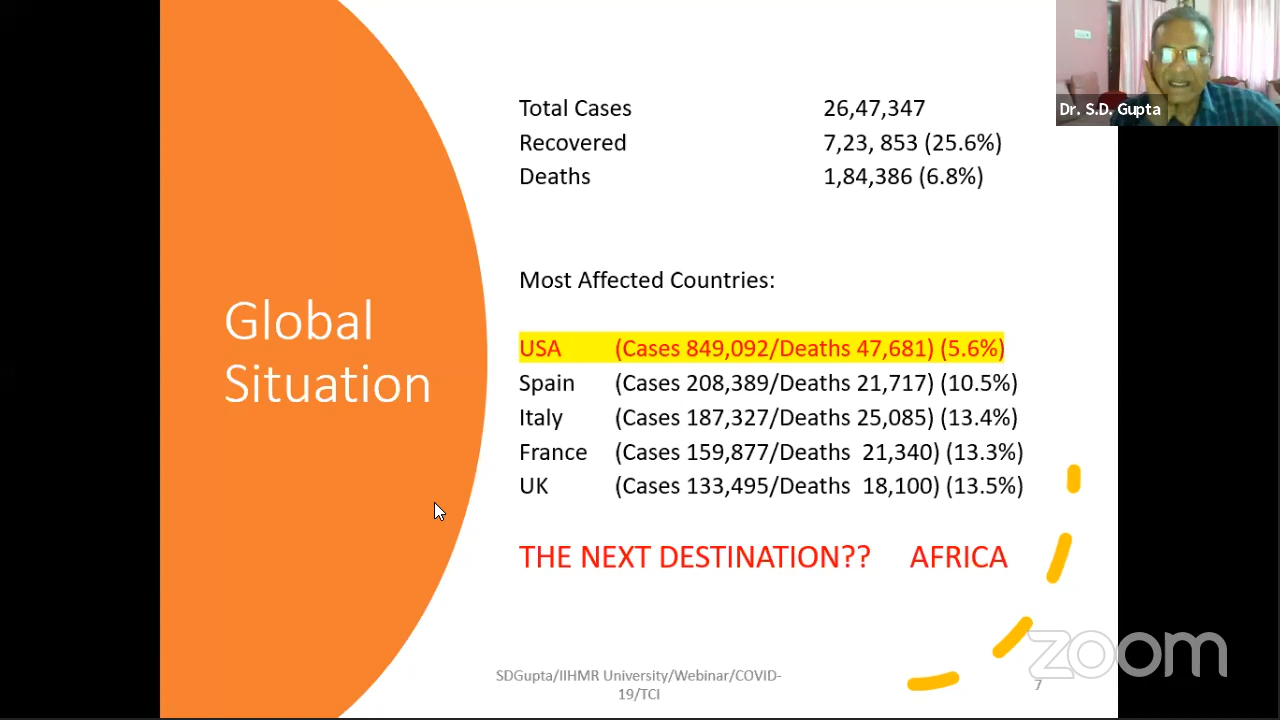 Dr. S.D. Gupta
Total Cases 26,47,347
Recovered 7,23, 853 (25.6%)
Deaths 1,84,386 (6.8%)
Most Affected Countries:
Global
Situation
USA (Cases 849,092/Deaths 47,681) (5.6%)
Spain (Cases 208,389/Deaths 21,717) (10.5%)
Italy (Cases 187,327/Deaths 25,085) (13.4%)
France (Cases 159,877/Deaths 21,340) (13.3%)
UK (Cases 133,495/Deaths 18,100) (13.5%)
THE NEXT DESTINATION?? AFRICA
zoom
SDGupta/IIHMR University/Webinar/COVID-
19/TCI
7